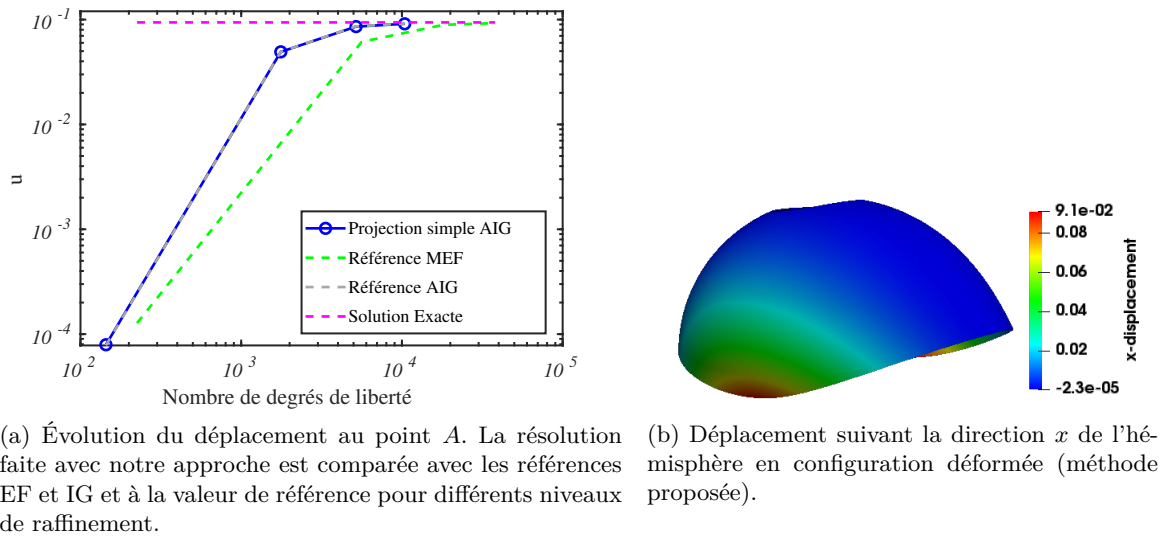 10^-1
10^-2
10^-3
10^-4
u
10^2
10^3
10^4
10^5
Nombre de degrés de liberté
Projection simple AIG
Référence MEF
Référence AIG
Solution Exacte
9.1e-02
0.08
0.06
0.04
0.02
-2.3e-05
x-displacement
(a) Évolution du déplacement au point A. La résolution
faite avec notre approche est comparée avec les références
EF et IG et à la valeur de référence pour différents niveaux
de raffinement.
(b) Déplacement suivant la direction x de l'hé-
misphère en configuration déformée (méthode
proposée).